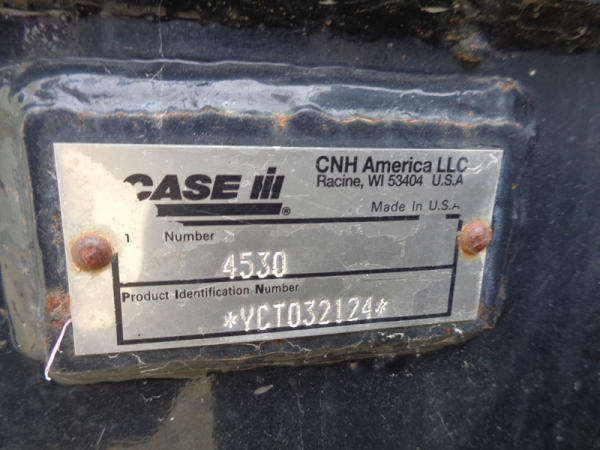 CASE IH
®
CNH America LLC
Racine, WI 53404 U.S.A
Made In U.S.A
Number
4530
Product Identification Number
*YCT032124*